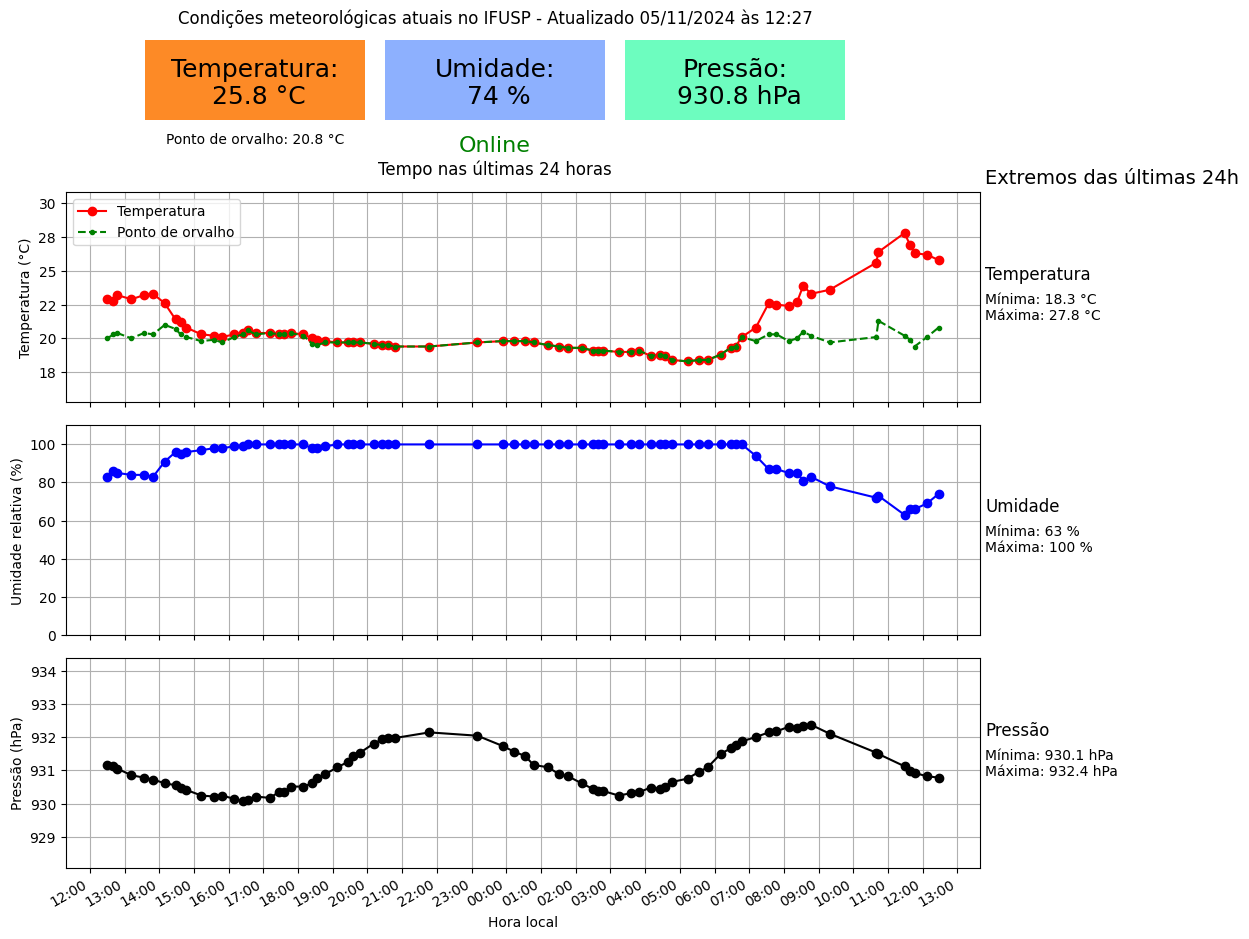 Condições meteorológicas atuais no IFUSP - Atualizado 05/11/2024 às 12:27
Temperatura:
25.8 °C
Umidade:
74 %
Pressão:
930.8 hPa
Ponto de orvalho: 20.8 °C
Online
Tempo nas últimas 24 horas
Extremos das últimas 24h
Temperatura (°C)
30
28
25
22
20
18
Temperatura
Ponto de orvalho
Temperatura
Mínima: 18.3 °C
Máxima: 27.8 °C
Umidade relativa (%)
100
80
60
40
20
0
Umidade
Mínima: 63 %
Máxima: 100 %
Pressão (hPa)
934
933
932
931
930
929
Pressão
Mínima: 930.1 hPa
Máxima: 932.4 hPa
12:00 13:00 14:00 15:00 16:00 17:00 18:00 19:00 20:00 21:00 22:00 23:00 00:00 01:00 02:00 03:00 04:00 05:00 06:00 07:00 08:00 09:00 10:00 11:00 12:00 13:00
Hora local